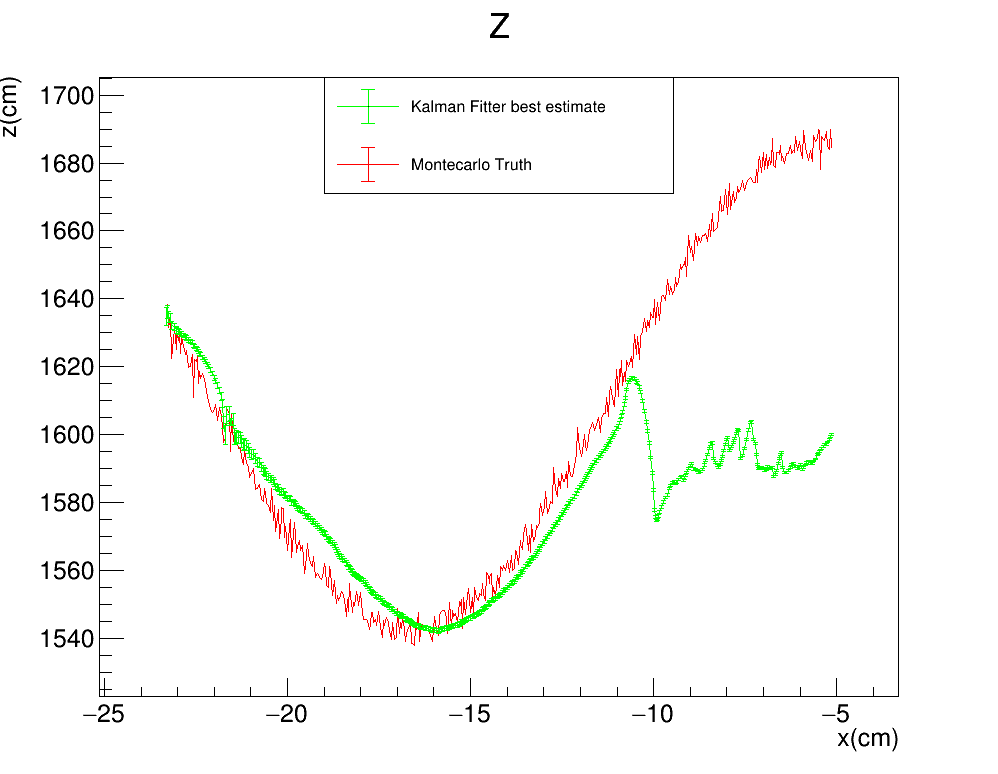 Z
z(cm)
Kalman Fitter best estimate
Montecarlo Truth
1700
1680
1660
1640
1620
1600
1580
1560
1540
−25 −20 −15 −10 −5
x(cm)